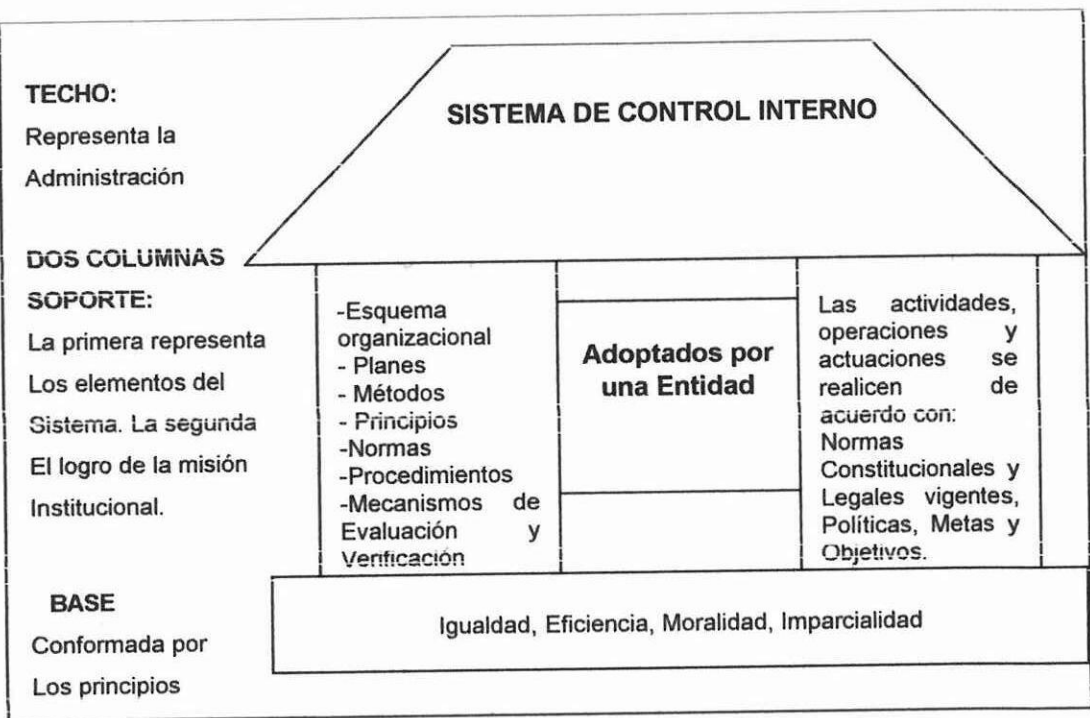 TECHO:
Representa la
Administración
SISTEMA DE CONTROL INTERNO
DOS COLUMNAS
SOPORTE:
La primera representa
Los elementos del
Sistema. La segunda
El logro de la misión
Institucional.
-Esquema
organizacional
- Planes
- Métodos
- Principios
-Normas
-Procedimientos
-Mecanismos de
Evaluación y
Verificación
Adoptados por
una Entidad
Las actividades,
operaciones y
actuaciones se
realicen de
acuerdo con:
Normas
Constitucionales y
Legales vigentes,
Políticas, Metas y
Objetivos.
BASE
Conformada por
Los principios
Igualdad, Eficiencia, Moralidad, Imparcialidad